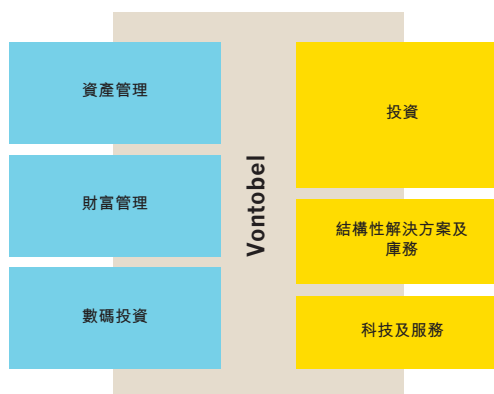 資產管理
財富管理
數碼投資
Vontobel
投資
結構性解決方案及
庫務
科技及服務